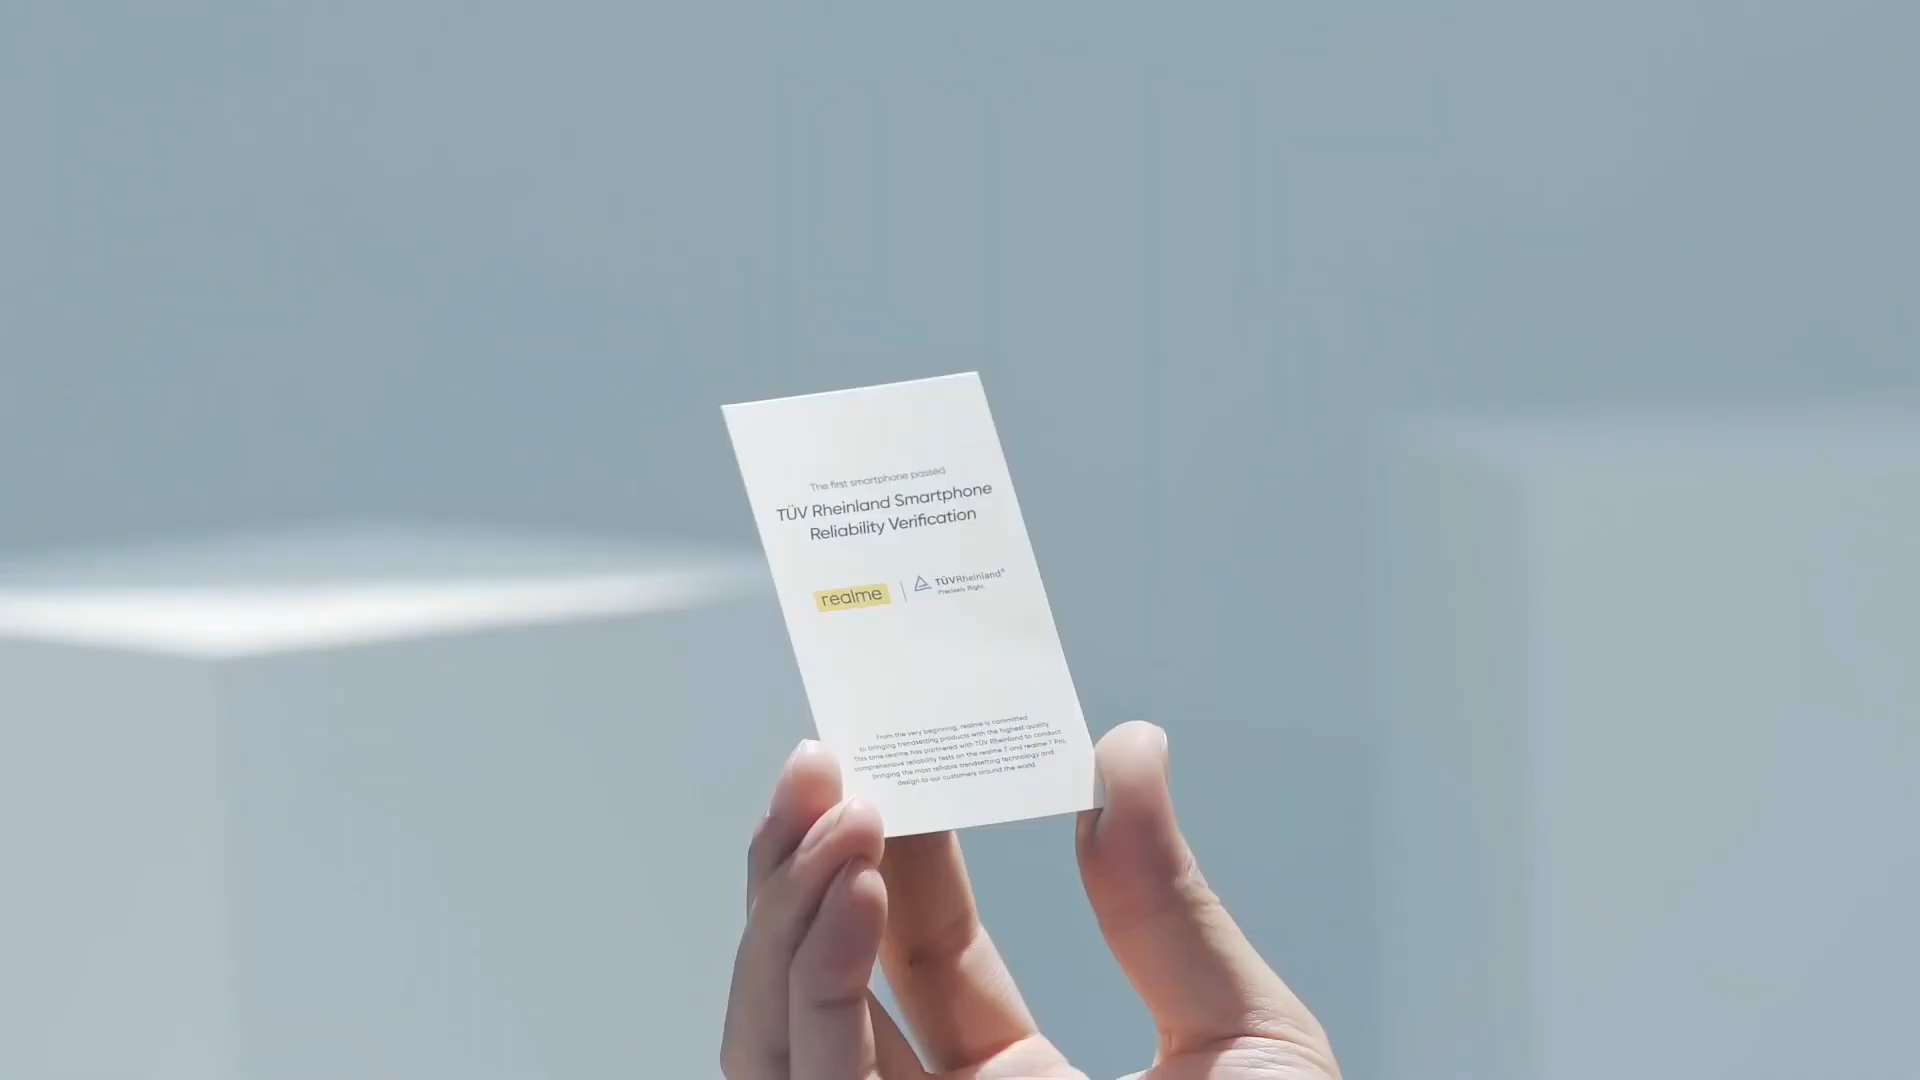 The first smartphone passed
TÜV Rheinland Smartphone
Reliability Verification
realme
TÜVRheinland®
Precisely Right.
From the very beginning, realme is committed
to bringing trendsetting products with the highest quality.
This time realme has partnered with TÜV Rheinland to conduct
comprehensive reliability tests on the realme 7 and realme 7 Pro,
bringing the most reliable trendsetting technology and
design to our customers around the world.